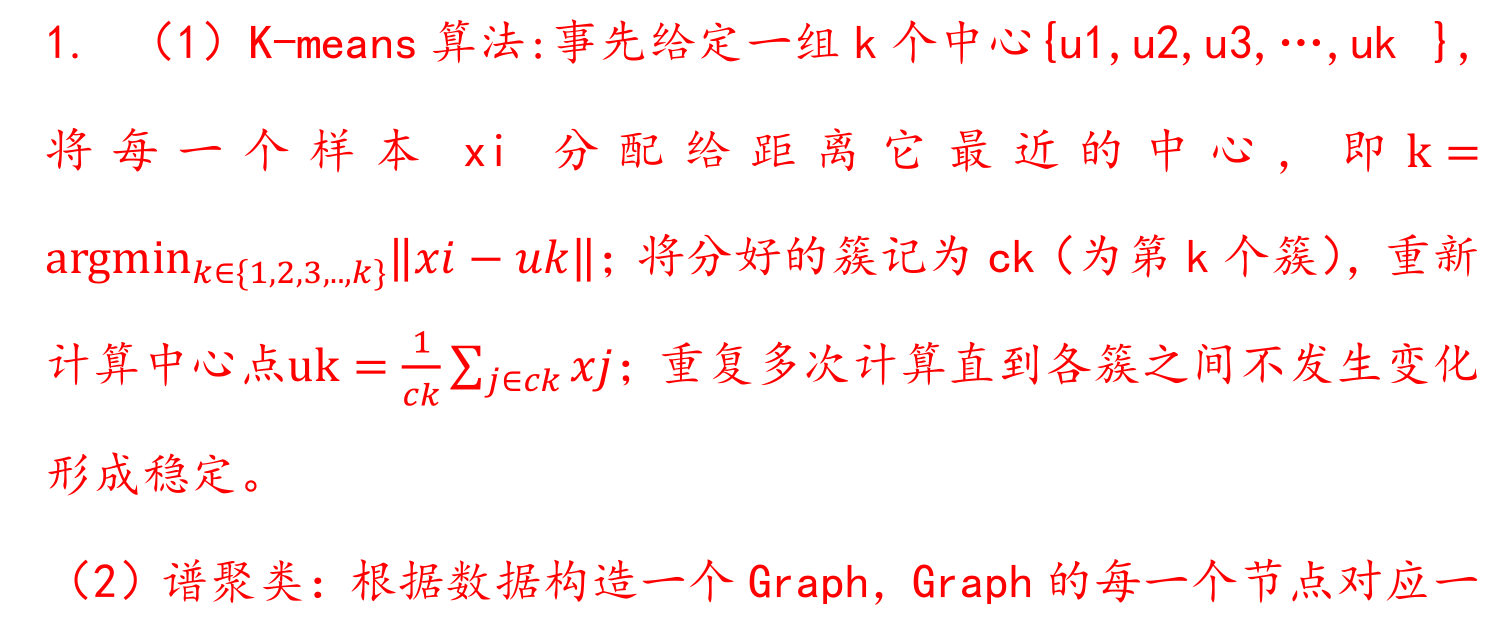 1. （1）K-means 算法:事先给定一组 k 个中心{u1,u2,u3,…,uk },
将每一个样本 xi 分配给距离它最近的中心，即k =
argmin_{k∈{1,2,3,..,k}}‖xi − uk‖；将分好的簇记为 ck（为第 k 个簇），重新
计算中心点uk = \frac{1}{ck}∑_{j∈ck} xj；重复多次计算直到各簇之间不发生变化
形成稳定。
（2）谱聚类：根据数据构造一个 Graph，Graph 的每一个节点对应一